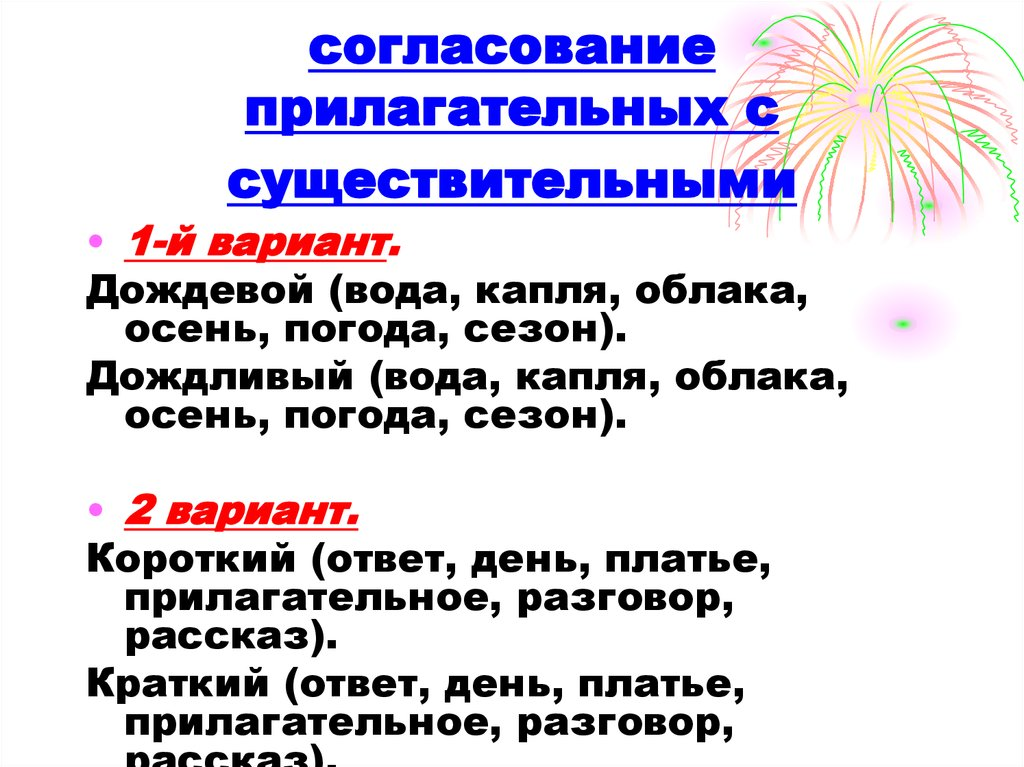 согласование
прилагательных с
существительными
• 1-й вариант.
Дождевой (вода, капля, облака,
осень, погода, сезон).
Дождливый (вода, капля, облака,
осень, погода, сезон).
• 2 вариант.
Короткий (ответ, день, платье,
прилагательное, разговор,
рассказ).
Краткий (ответ, день, платье,
прилагательное, разговор,
рассказ).